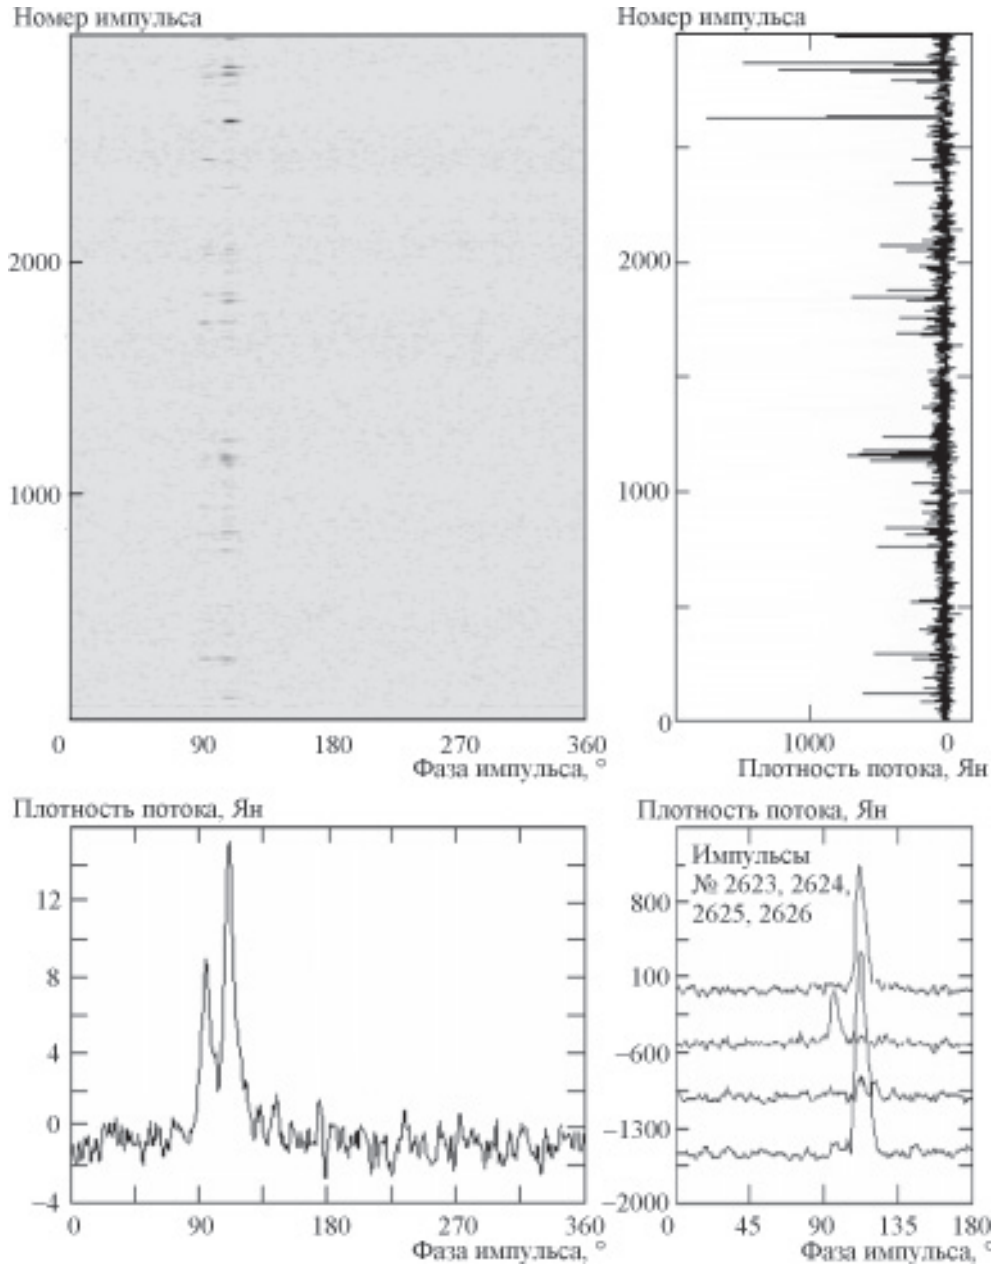 Номер импульса
2000
1000
0 90 180 270 360
Фаза импульса, °
Номер импульса
2000
1000
0
1000 0
Плотность потока, Ян
Плотность потока, Ян
12
8
4
0
–4
0 90 180 270 360
Фаза импульса, °
Плотность потока, Ян
Импульсы
№ 2623, 2624,
2625, 2626
800
100
–600
–1300
–2000
0 45 90 135 180
Фаза импульса, °